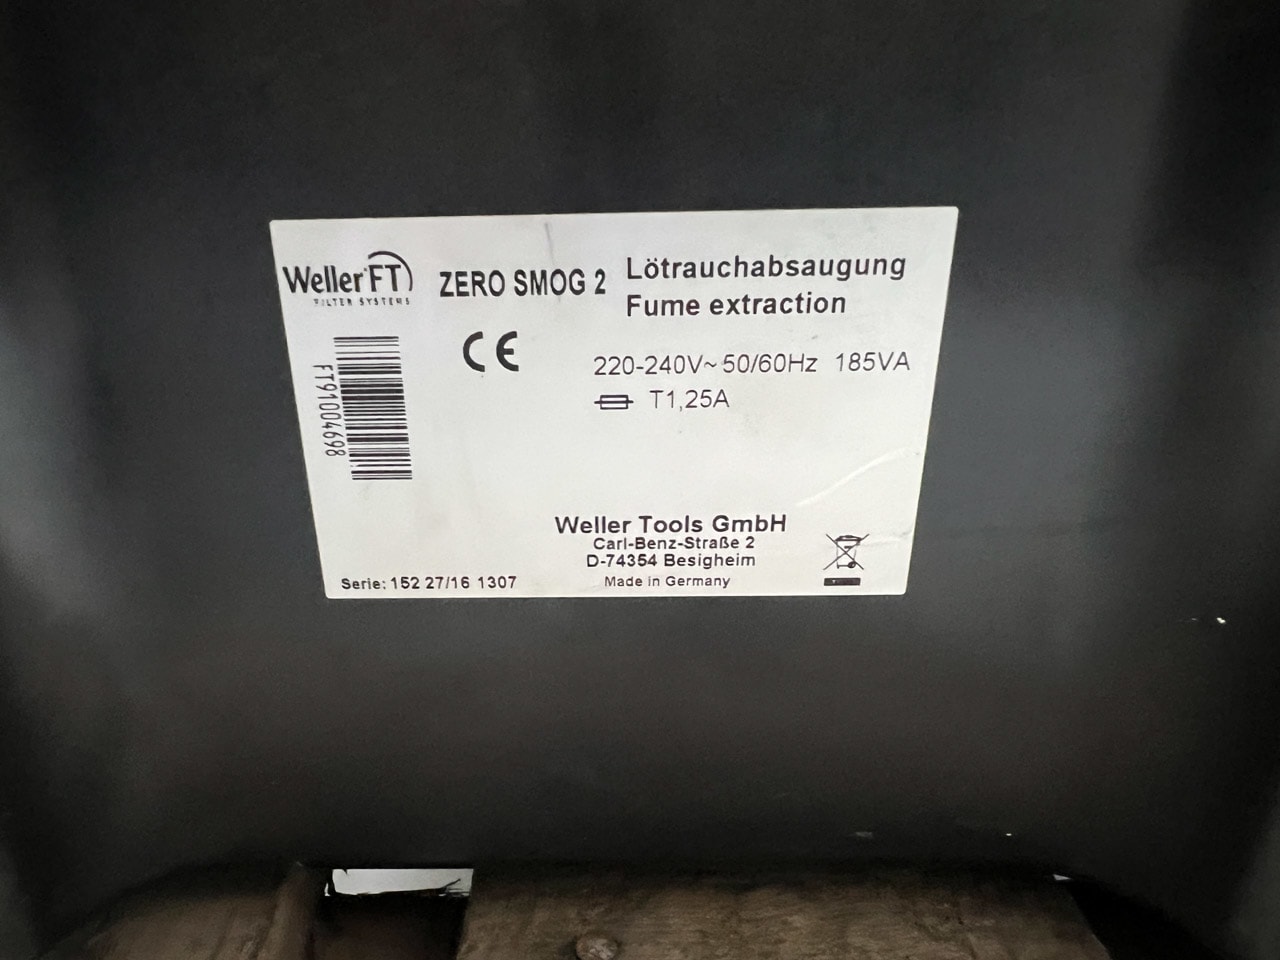 Weller FT
FILTER SYSTEMS
ZERO SMOG 2
Lötrauchabsaugung
Fume extraction
CE
220-240V~ 50/60Hz 185VA
T1,25A
FT91004698
Weller Tools GmbH
Carl-Benz-Straße 2
D-74354 Besigheim
Made in Germany
Serie: 152 27/16 1307